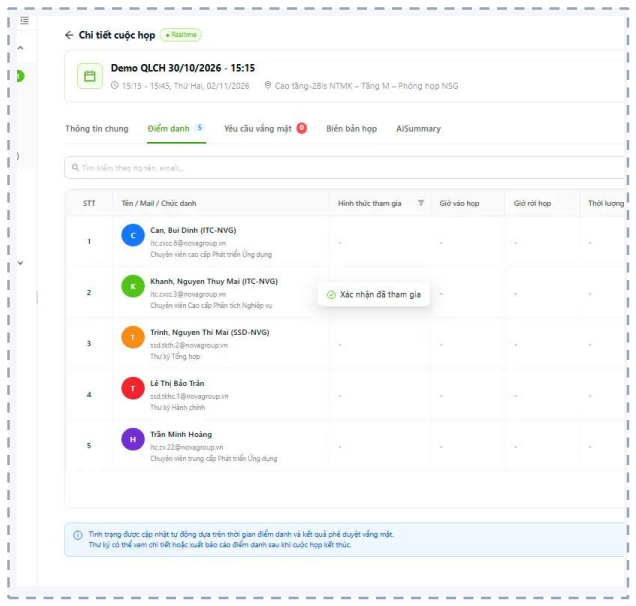 Chi tiết cuộc họp
Realtime
Demo QLCH 30/10/2026 - 15:15
15:15 - 15:45, Thứ Hai, 02/11/2026
Cao tầng-2Bis NTMK – Tầng M – Phòng họp NSG
Thông tin chung
Điểm danh 5
Yêu cầu vắng mặt 0
Biên bản họp
AiSummary
Tìm kiếm theo họ tên, email...
STT
Tên / Mail / Chức danh
Hình thức tham gia
Giờ vào họp
Giờ rời họp
Thời lượng
1
C
Can, Bui Dinh (ITC-NVG)
itc.cvcc.6@novagroup.vn
Chuyên viên cao cấp Phát triển Ứng dụng
-
-
-
-
2
K
Khanh, Nguyen Thuy Mai (ITC-NVG)
itc.cvcc.3@novagroup.vn
Chuyên viên Cao cấp Phân tích Nghiệp vụ
Xác nhận đã tham gia
-
-
-
3
T
Trinh, Nguyen Thi Mai (SSD-NVG)
ssd.tkth.2@novagroup.vn
Thư ký Tổng hợp
-
-
-
-
4
T
Lê Thị Bảo Trân
ssd.tkhc.1@novagroup.vn
Thư ký Hành chính
-
-
-
-
5
H
Trần Minh Hoàng
itc.cv.22@novagroup.vn
Chuyên viên trung cấp Phát triển Ứng dụng
-
-
-
-
Tình trạng được cập nhật tự động dựa trên thời gian điểm danh và kết quả phê duyệt vắng mặt.
Thư ký có thể xem chi tiết hoặc xuất báo cáo điểm danh sau khi cuộc họp kết thúc.